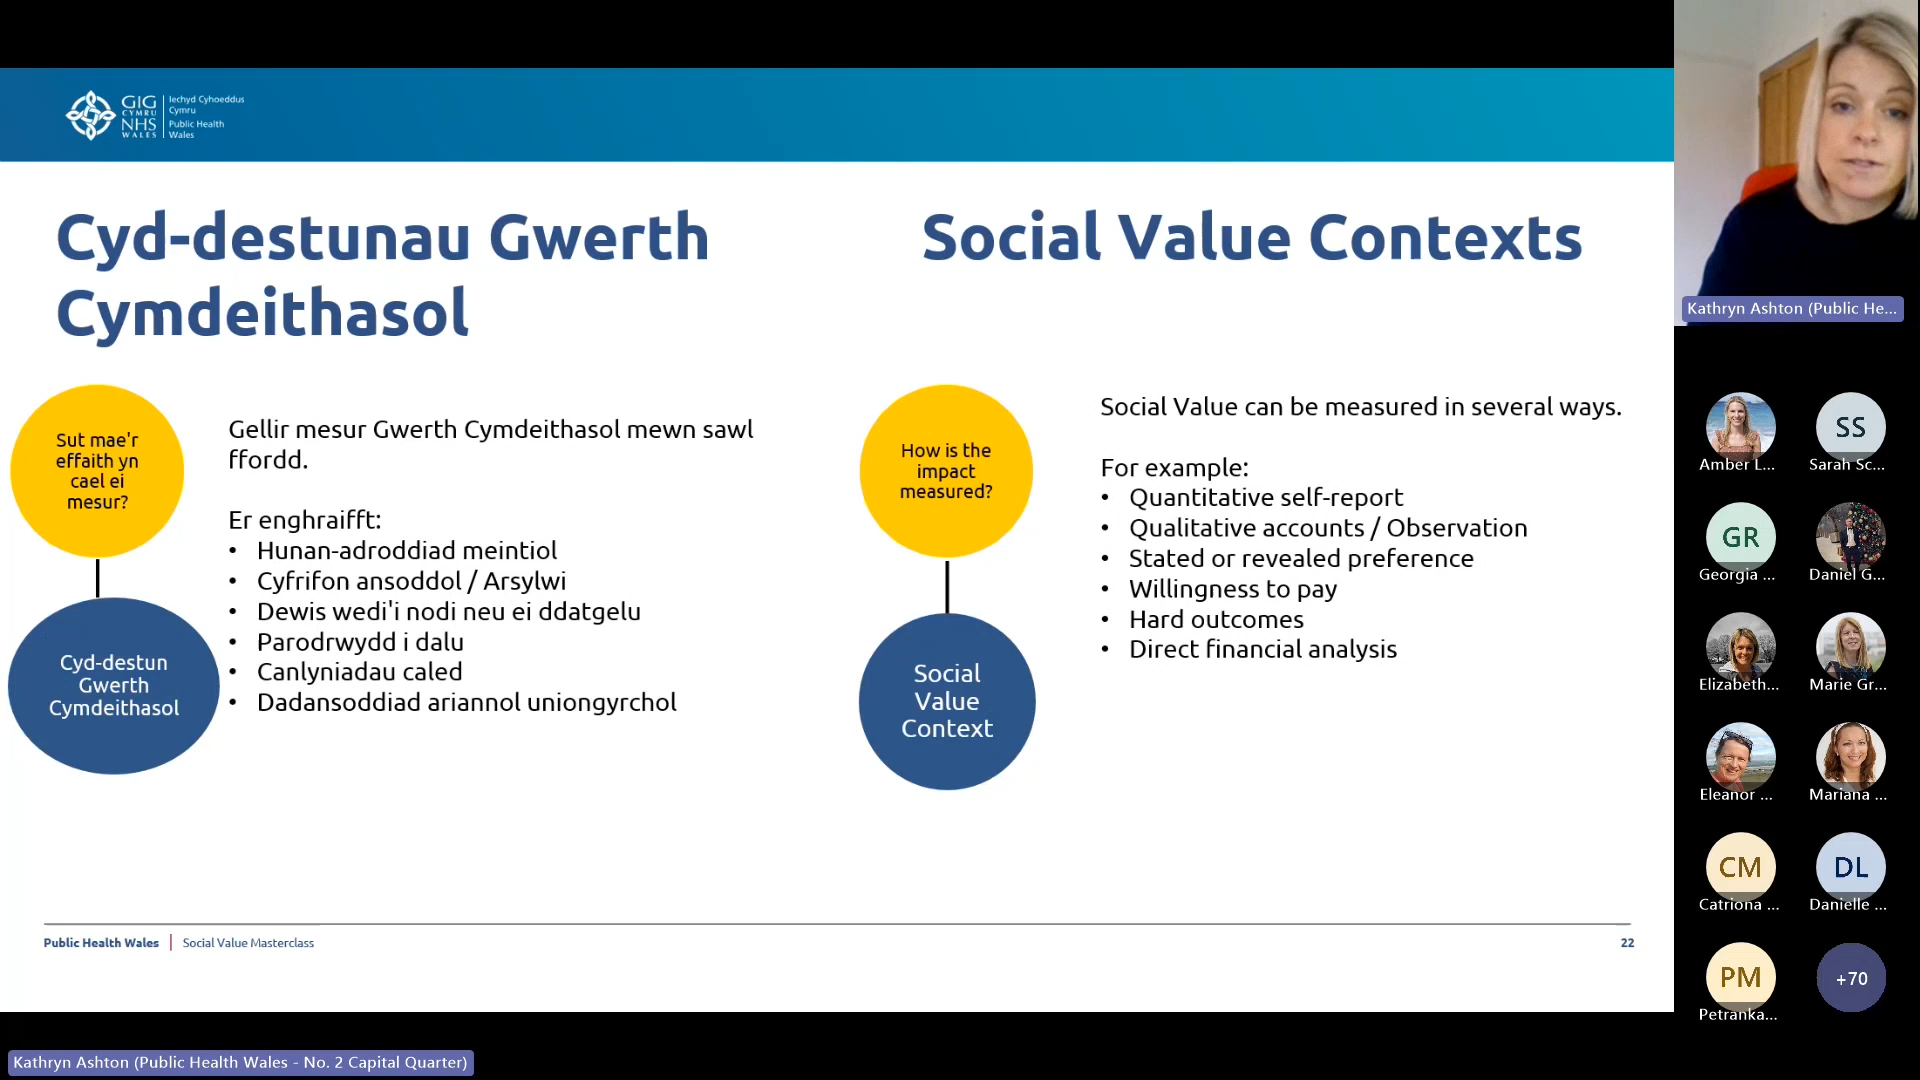 GIG
CYMRU
NHS
WALES
Iechyd Cyhoeddus
Cymru
Public Health
Wales
Cyd-destunau Gwerth
Cymdeithasol
Sut mae'r
effaith yn
cael ei
mesur?
Cyd-destun
Gwerth
Cymdeithasol
Gellir mesur Gwerth Cymdeithasol mewn sawl
ffordd.
Er enghraifft:
• Hunan-adroddiad meintiol
• Cyfrifon ansoddol / Arsylwi
• Dewis wedi'i nodi neu ei ddatgelu
• Parodrwydd i dalu
• Canlyniadau caled
• Dadansoddiad ariannol uniongyrchol
Social Value Contexts
How is the
impact
measured?
Social
Value
Context
Social Value can be measured in several ways.
For example:
• Quantitative self-report
• Qualitative accounts / Observation
• Stated or revealed preference
• Willingness to pay
• Hard outcomes
• Direct financial analysis
Public Health Wales | Social Value Masterclass
22
Kathryn Ashton (Public He...
Amber L...
SS
Sarah Sc...
GR
Georgia ...
Daniel G...
Elizabeth...
Marie Gr...
Eleanor ...
Mariana ...
CM
Catriona ...
DL
Danielle ...
PM
Petranka...
+70
Kathryn Ashton (Public Health Wales - No. 2 Capital Quarter)